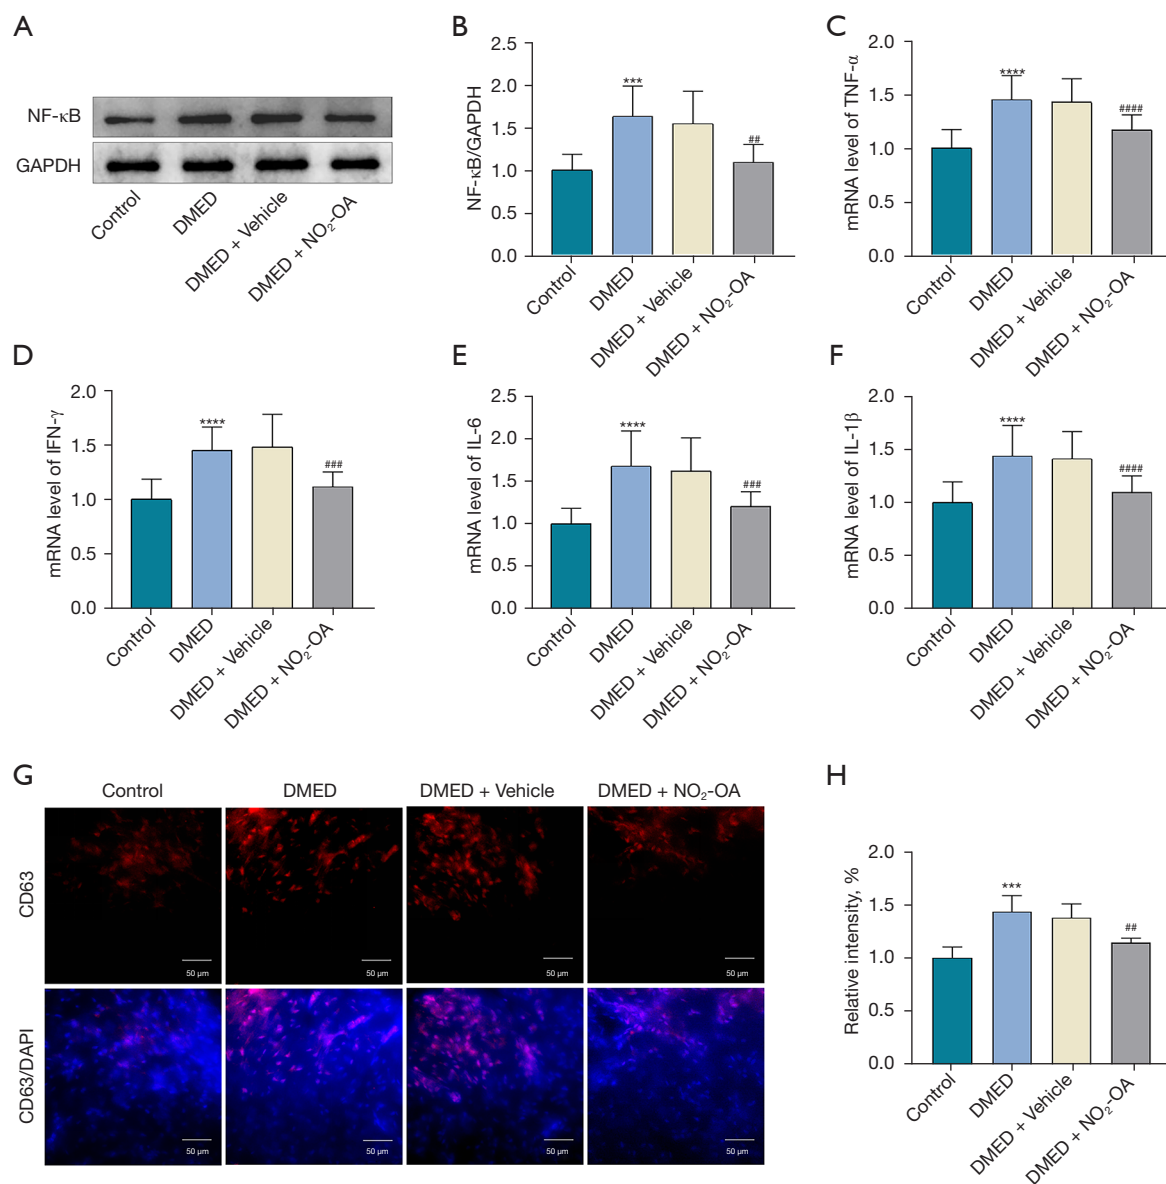 A
NF-κB
GAPDH
Control
DMED
DMED + Vehicle
DMED + NO₂-OA
B
NF-κB/GAPDH
2.5
2.0
1.5
1.0
0.5
0.0
***
##
Control
DMED
DMED + Vehicle
DMED + NO₂-OA
C
mRNA level of TNF-α
2.0
1.5
1.0
0.5
0.0
****
####
Control
DMED
DMED + Vehicle
DMED + NO₂-OA
D
mRNA level of IFN-γ
2.0
1.5
1.0
0.5
0.0
****
###
Control
DMED
DMED + Vehicle
DMED + NO₂-OA
E
mRNA level of IL-6
2.5
2.0
1.5
1.0
0.5
0.0
****
###
Control
DMED
DMED + Vehicle
DMED + NO₂-OA
F
mRNA level of IL-1β
2.0
1.5
1.0
0.5
0.0
****
####
Control
DMED
DMED + Vehicle
DMED + NO₂-OA
G
Control DMED DMED + Vehicle DMED + NO₂-OA
CD63
50 µm 50 µm 50 µm 50 µm
CD63/DAPI
50 µm 50 µm 50 µm 50 µm
H
Relative intensity, %
2.0
1.5
1.0
0.5
0.0
***
##
Control
DMED
DMED + Vehicle
DMED + NO₂-OA